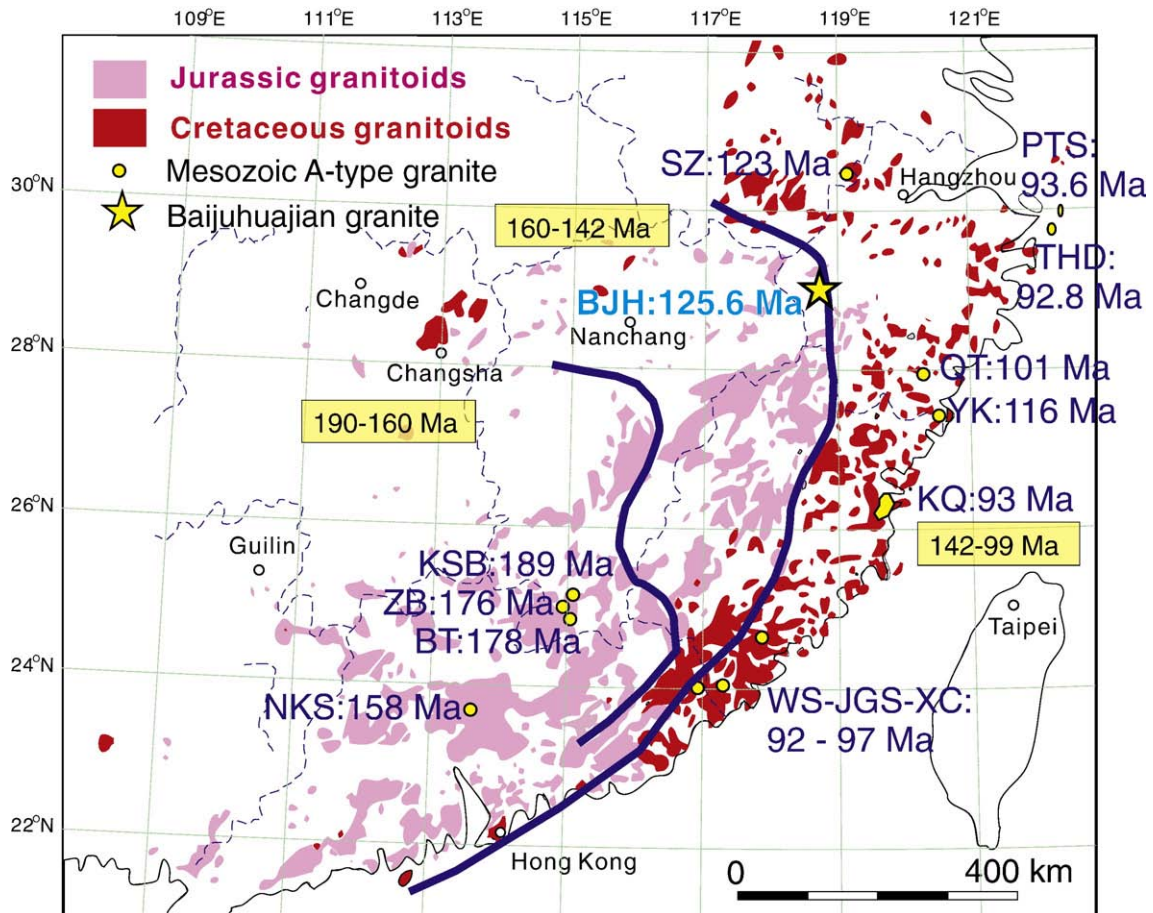 109°E 111°E 113°E 115°E 117°E 119°E 121°E
Jurassic granitoids
Cretaceous granitoids
Mesozoic A-type granite
Baijuhuajian granite
30°N
28°N
26°N
24°N
22°N
SZ:123 Ma
Hangzhou
PTS:
93.6 Ma
THD:
92.8 Ma
160-142 Ma
BJH:125.6 Ma
Changde
Nanchang
Changsha
QT:101 Ma
YK:116 Ma
190-160 Ma
KQ:93 Ma
142-99 Ma
Guilin
KSB:189 Ma
ZB:176 Ma
BT:178 Ma
Taipei
NKS:158 Ma
WS-JGS-XC:
92 - 97 Ma
Hong Kong
0 400 km